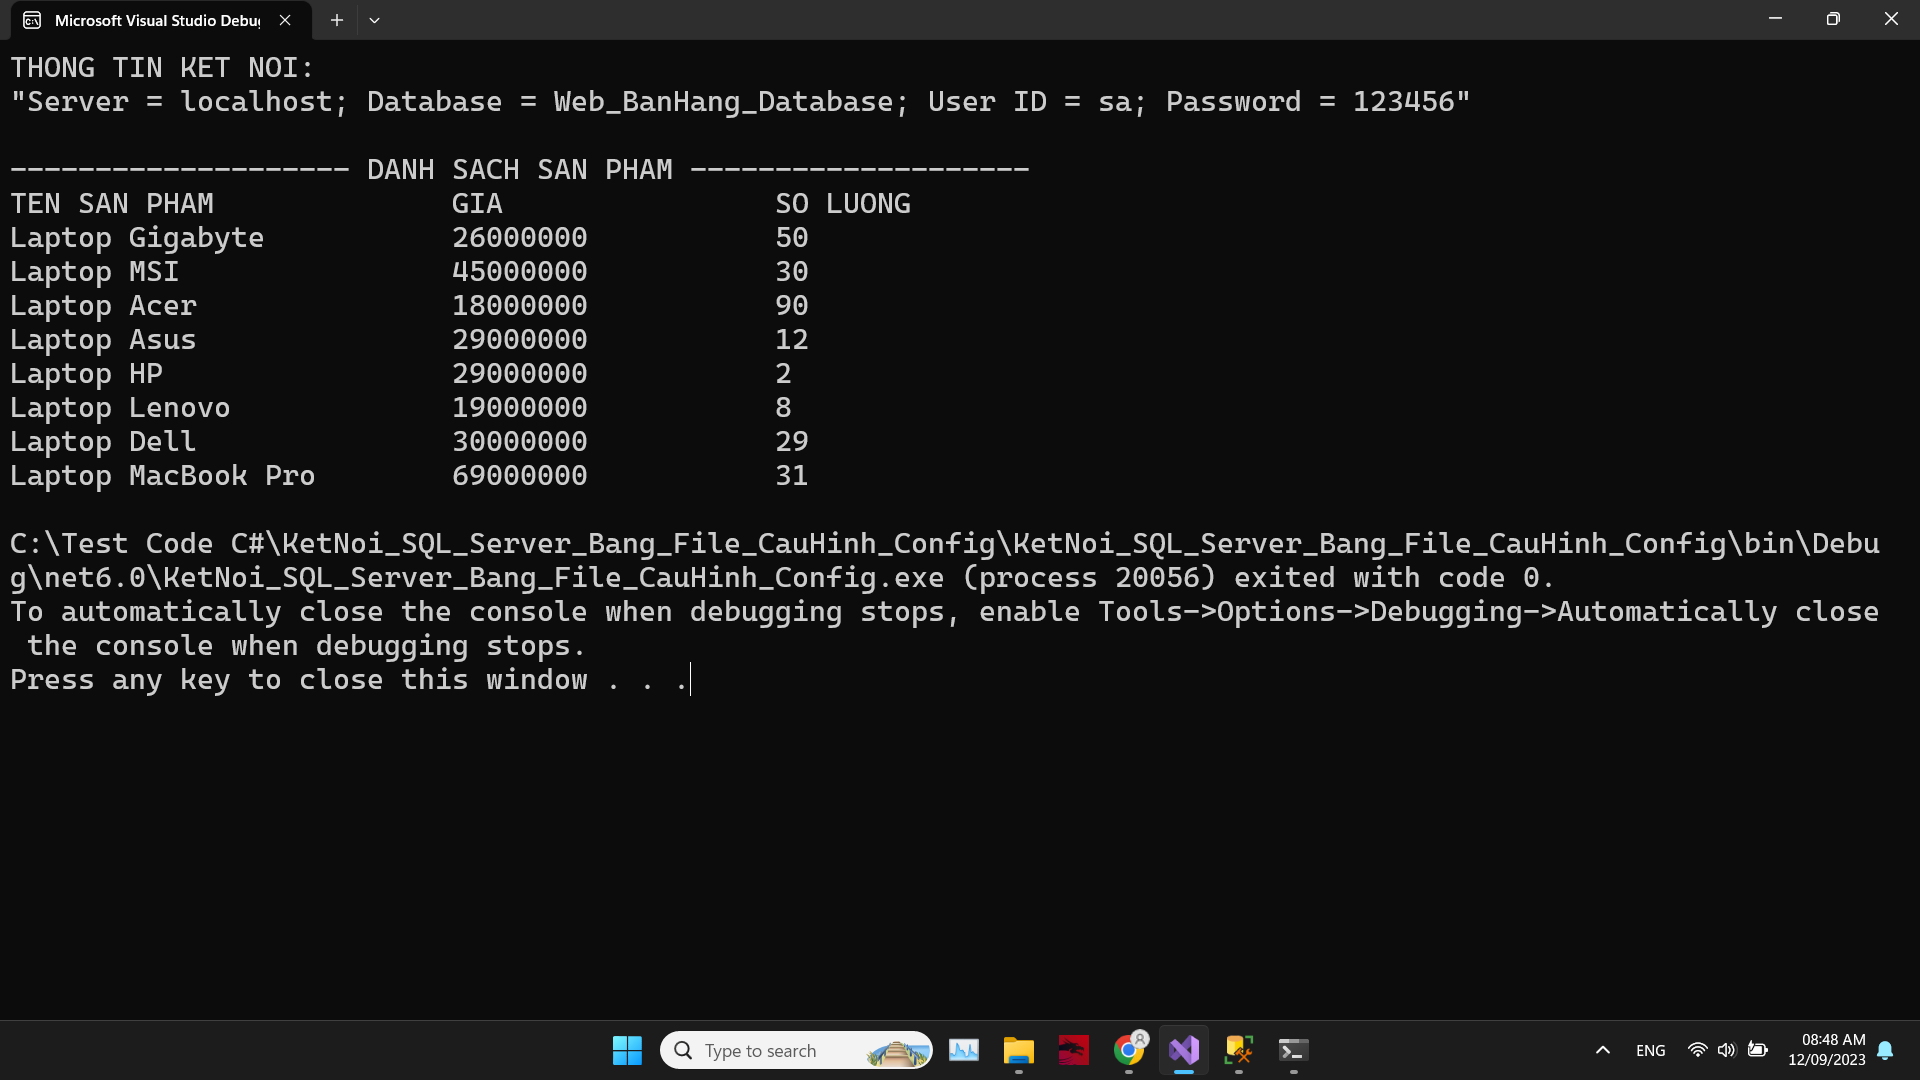 Microsoft Visual Studio Debu
THONG TIN KET NOI:
"Server = localhost; Database = Web_BanHang_Database; User ID = sa; Password = 123456"
-------------------- DANH SACH SAN PHAM --------------------
TEN SAN PHAM GIA SO LUONG
Laptop Gigabyte 26000000 50
Laptop MSI 45000000 30
Laptop Acer 18000000 90
Laptop Asus 29000000 12
Laptop HP 29000000 2
Laptop Lenovo 19000000 8
Laptop Dell 30000000 29
Laptop MacBook Pro 69000000 31
C:\Test Code C#\KetNoi_SQL_Server_Bang_File_CauHinh_Config\KetNoi_SQL_Server_Bang_File_CauHinh_Config\bin\Debu
g\net6.0\KetNoi_SQL_Server_Bang_File_CauHinh_Config.exe (process 20056) exited with code 0.
To automatically close the console when debugging stops, enable Tools->Options->Debugging->Automatically close
the console when debugging stops.
Press any key to close this window . . .
Type to search
ENG
08:48 AM
12/09/2023